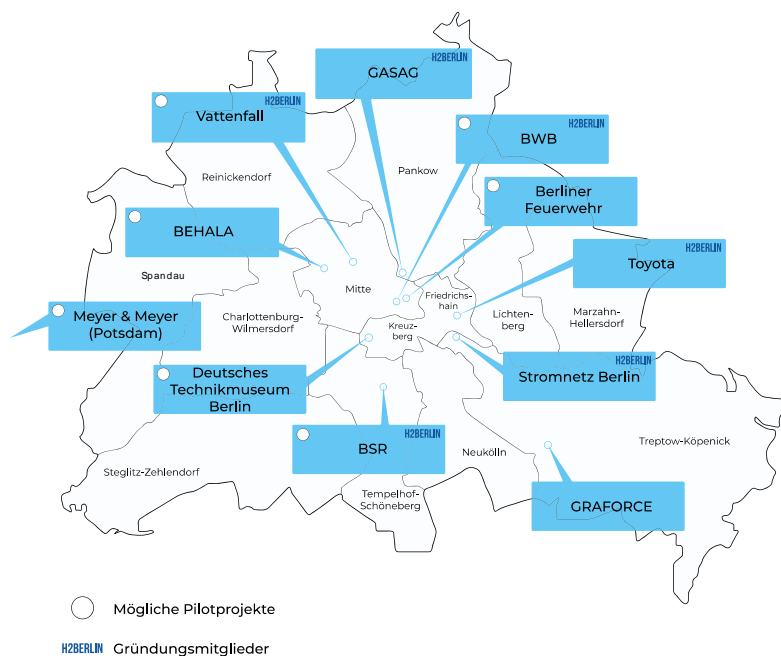 H2BERLIN
GASAG
H2BERLIN
Vattenfall
H2BERLIN
BWB
Reinickendorf
Pankow
Berliner
Feuerwehr
BEHALA
H2BERLIN
Toyota
Spandau
Mitte
Friedrichs-
hain
Meyer & Meyer
(Potsdam)
Charlottenburg-
Wilmersdorf
Kreuz-
berg
Lichten-
berg
Marzahn-
Hellersdorf
Deutsches
Technikmuseum
Berlin
H2BERLIN
Stromnetz Berlin
H2BERLIN
BSR
Neukölln
Treptow-Köpenick
Steglitz-Zehlendorf
Tempelhof-
Schöneberg
GRAFORCE
Mögliche Pilotprojekte
H2BERLIN Gründungsmitglieder